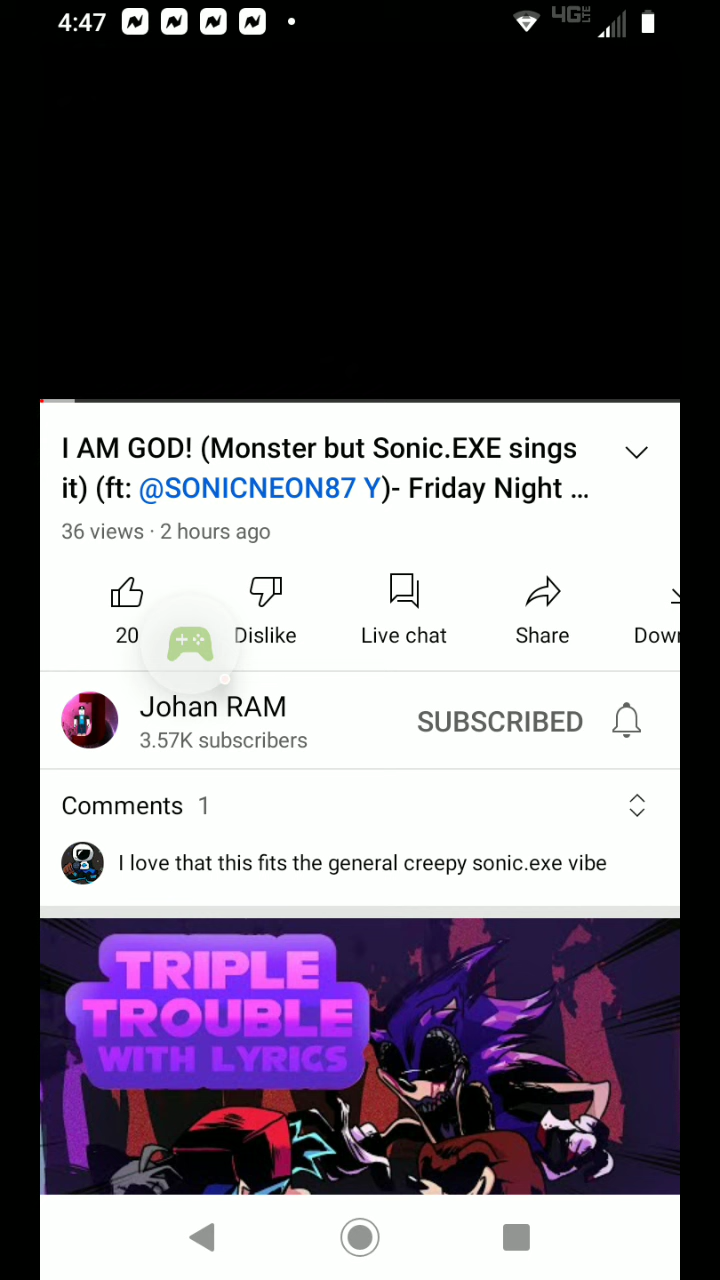 4:47
4G LTE
I AM GOD! (Monster but Sonic.EXE sings
it) (ft: @SONICNEON87 Y)- Friday Night ...
36 views · 2 hours ago
20 Dislike Live chat Share Down
Johan RAM
SUBSCRIBED
3.57K subscribers
Comments 1
I love that this fits the general creepy sonic.exe vibe
TRIPLE
TROUBLE
WITH LYRICS